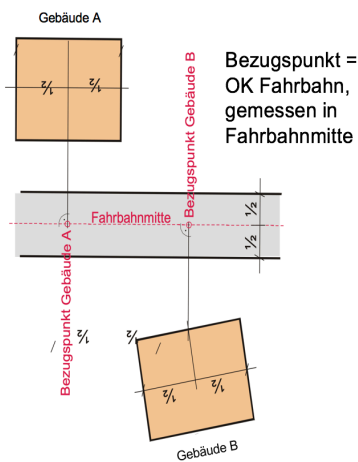 Gebäude A
Bezugspunkt =
OK Fahrbahn,
gemessen in
Fahrbahnmitte
Bezugspunkt Gebäude B
½
½
Fahrbahnmitte
½
½
Bezugspunkt Gebäude A
½
½
½
½
Gebäude B